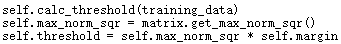 self.calc_threshold(training_data)
self.max_norm_sqr = matrix.get_max_norm_sqr()
self.threshold = self.max_norm_sqr * self.margin